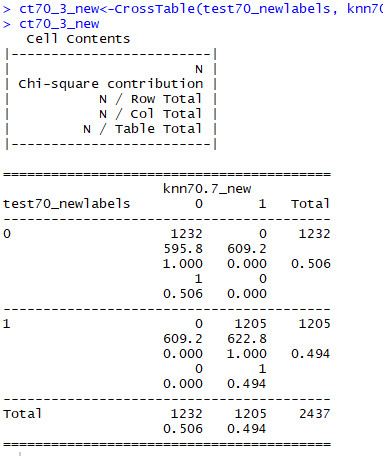 > ct70_3_new<-CrossTable(test70_newlabels,
> ct70_3_new
   Cell Contents
|-------------------------|
|                       N |
| Chi-square contribution |
|           N / Row Total |
|           N / Col Total |
|         N / Table Total |
|-------------------------|
=========================================
                    knn70.7_new
test70_newlabels        0       1   Total
-----------------------------------------
0                    1232       0    1232
                    595.8   609.2
                    1.000   0.000   0.506
                        1       0
                    0.506   0.000
-----------------------------------------
1                       0    1205    1205
                    609.2   622.8
                    0.000   1.000   0.494
                        0       1
                    0.000   0.494
-----------------------------------------
Total                1232    1205    2437
                    0.506   0.494
=========================================